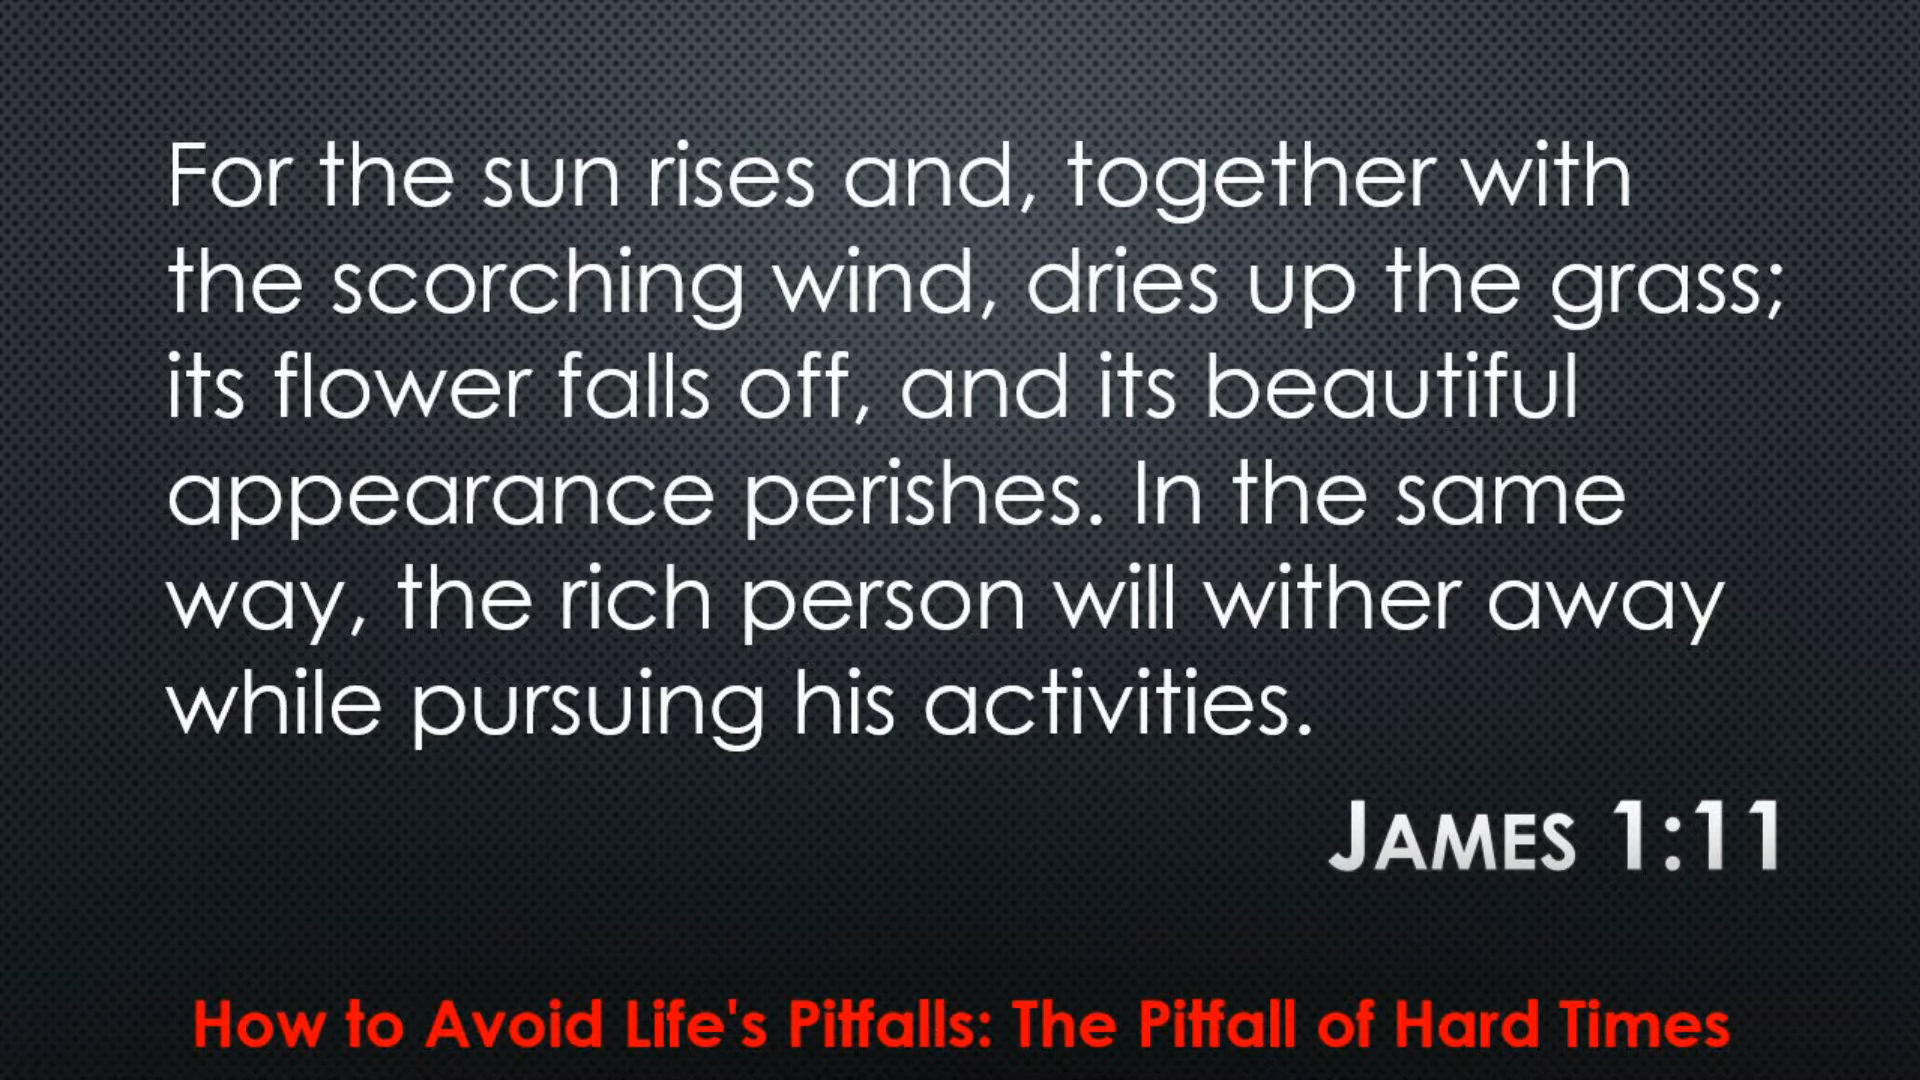 For the sun rises and, together with
the scorching wind, dries up the grass;
its flower falls off, and its beautiful
appearance perishes. In the same
way, the rich person will wither away
while pursuing his activities.
James 1:11
How to Avoid Life's Pitfalls: The Pitfall of Hard Times